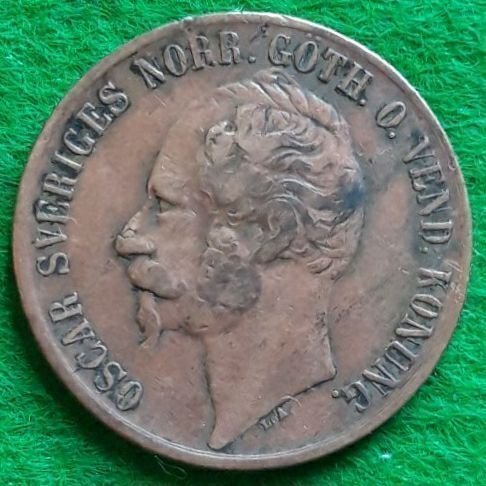 OSCAR SVERIGES NORR. GOTH. O. VEND. KONUNG.
L.A.